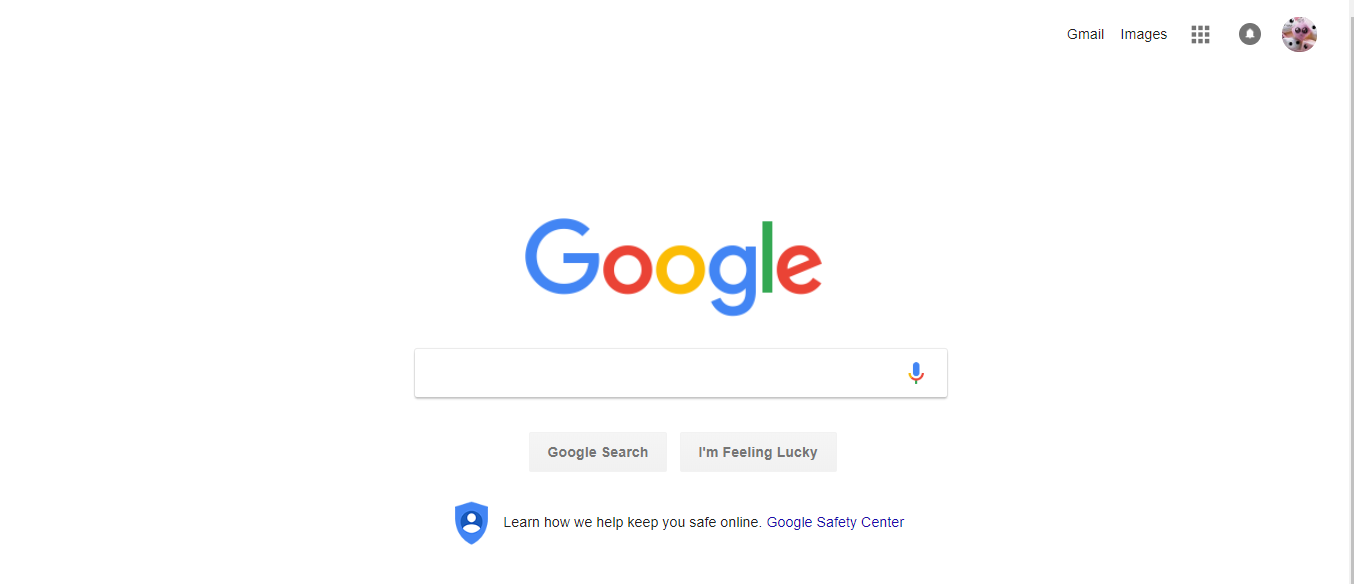 Gmail Images
Google
Google Search I'm Feeling Lucky
Learn how we help keep you safe online. Google Safety Center